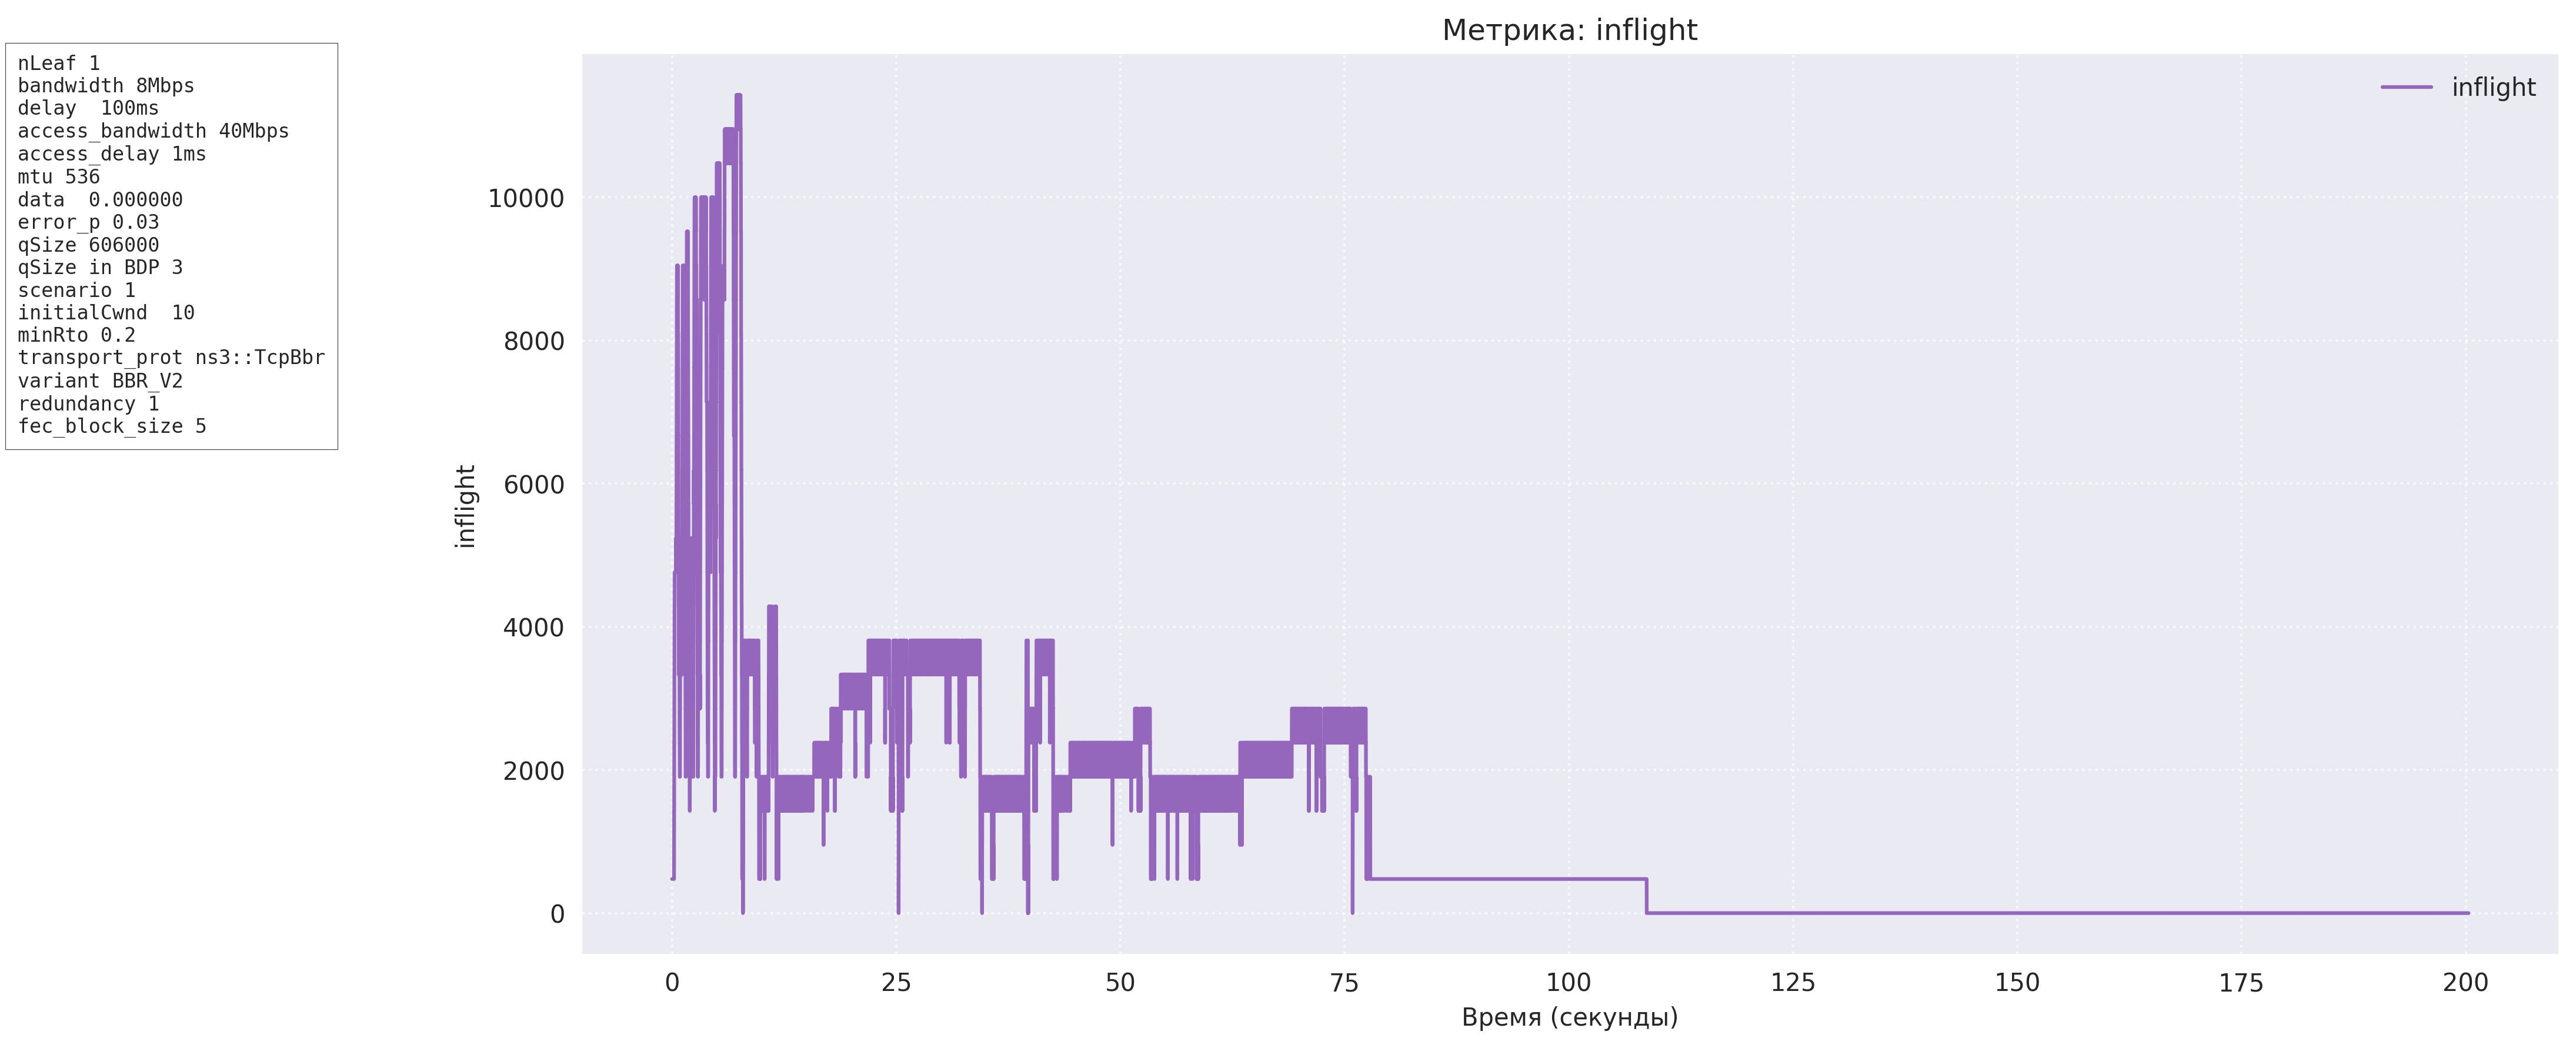 Метрика: inflight
nLeaf 1
bandwidth 8Mbps
delay  100ms
access_bandwidth 40Mbps
access_delay 1ms
mtu 536
data  0.000000
error_p 0.03
qSize 606000
qSize in BDP 3
scenario 1
initialCwnd  10
minRto 0.2
transport_prot ns3::TcpBbr
variant BBR_V2
redundancy 1
fec_block_size 5
inflight
inflight
10000
8000
6000
4000
2000
0
0 25 50 75 100 125 150 175 200
Время (секунды)